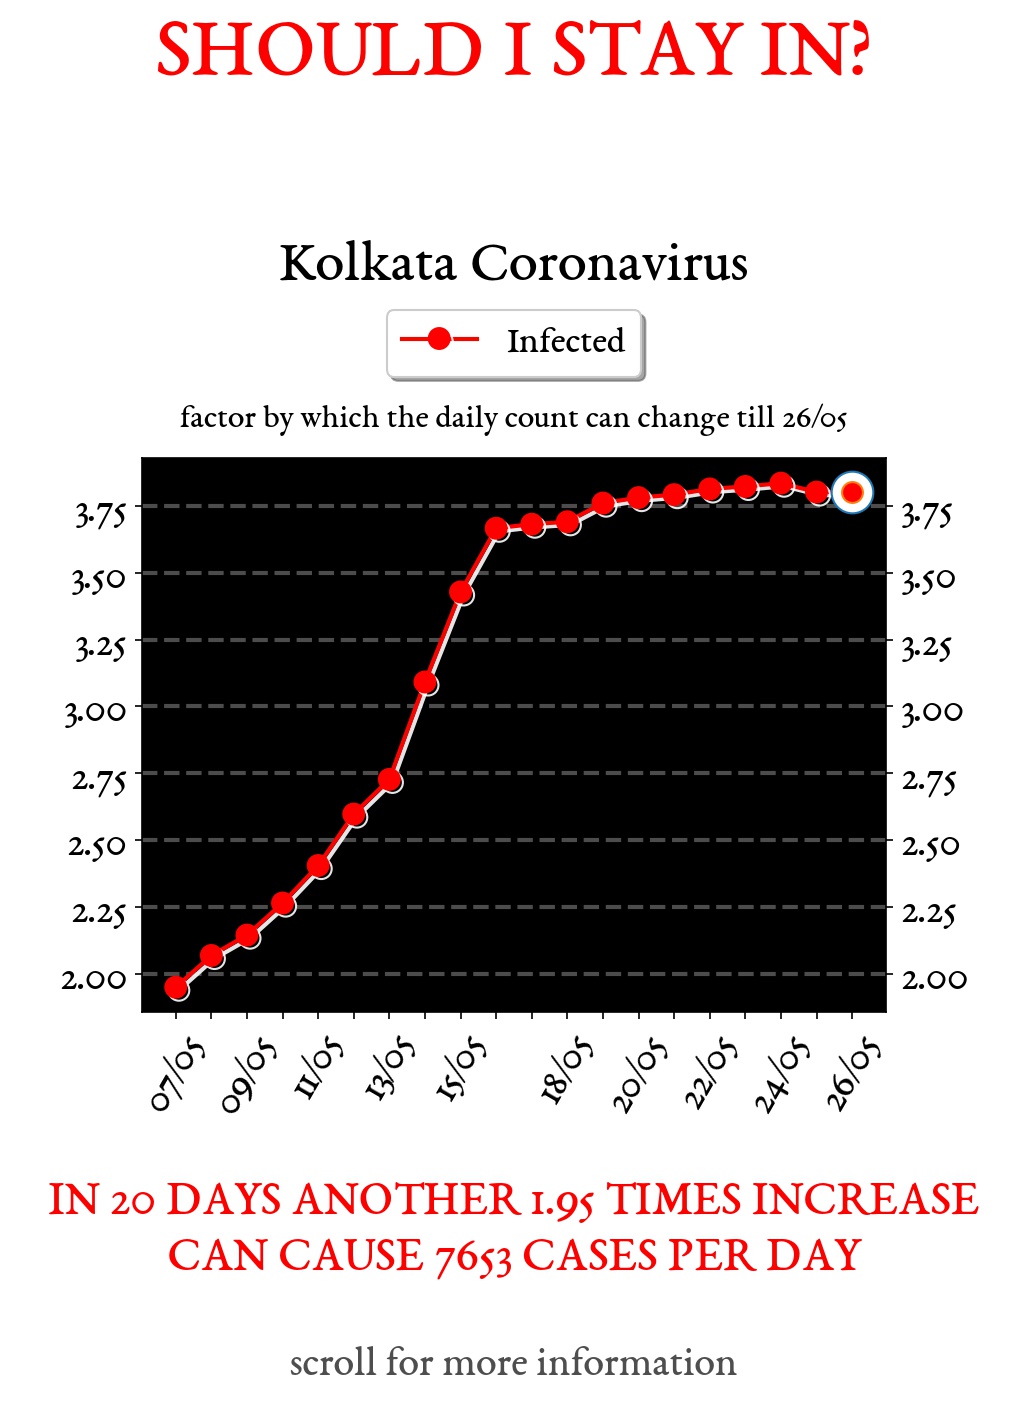 SHOULD I STAY IN?
Kolkata Coronavirus
Infected
factor by which the daily count can change till 26/05
3.75 3.75
3.50 3.50
3.25 3.25
3.00 3.00
2.75 2.75
2.50 2.50
2.25 2.25
2.00 2.00
07/05 09/05 11/05 13/05 15/05 18/05 20/05 22/05 24/05 26/05
IN 20 DAYS ANOTHER 1.95 TIMES INCREASE
CAN CAUSE 7653 CASES PER DAY
scroll for more information